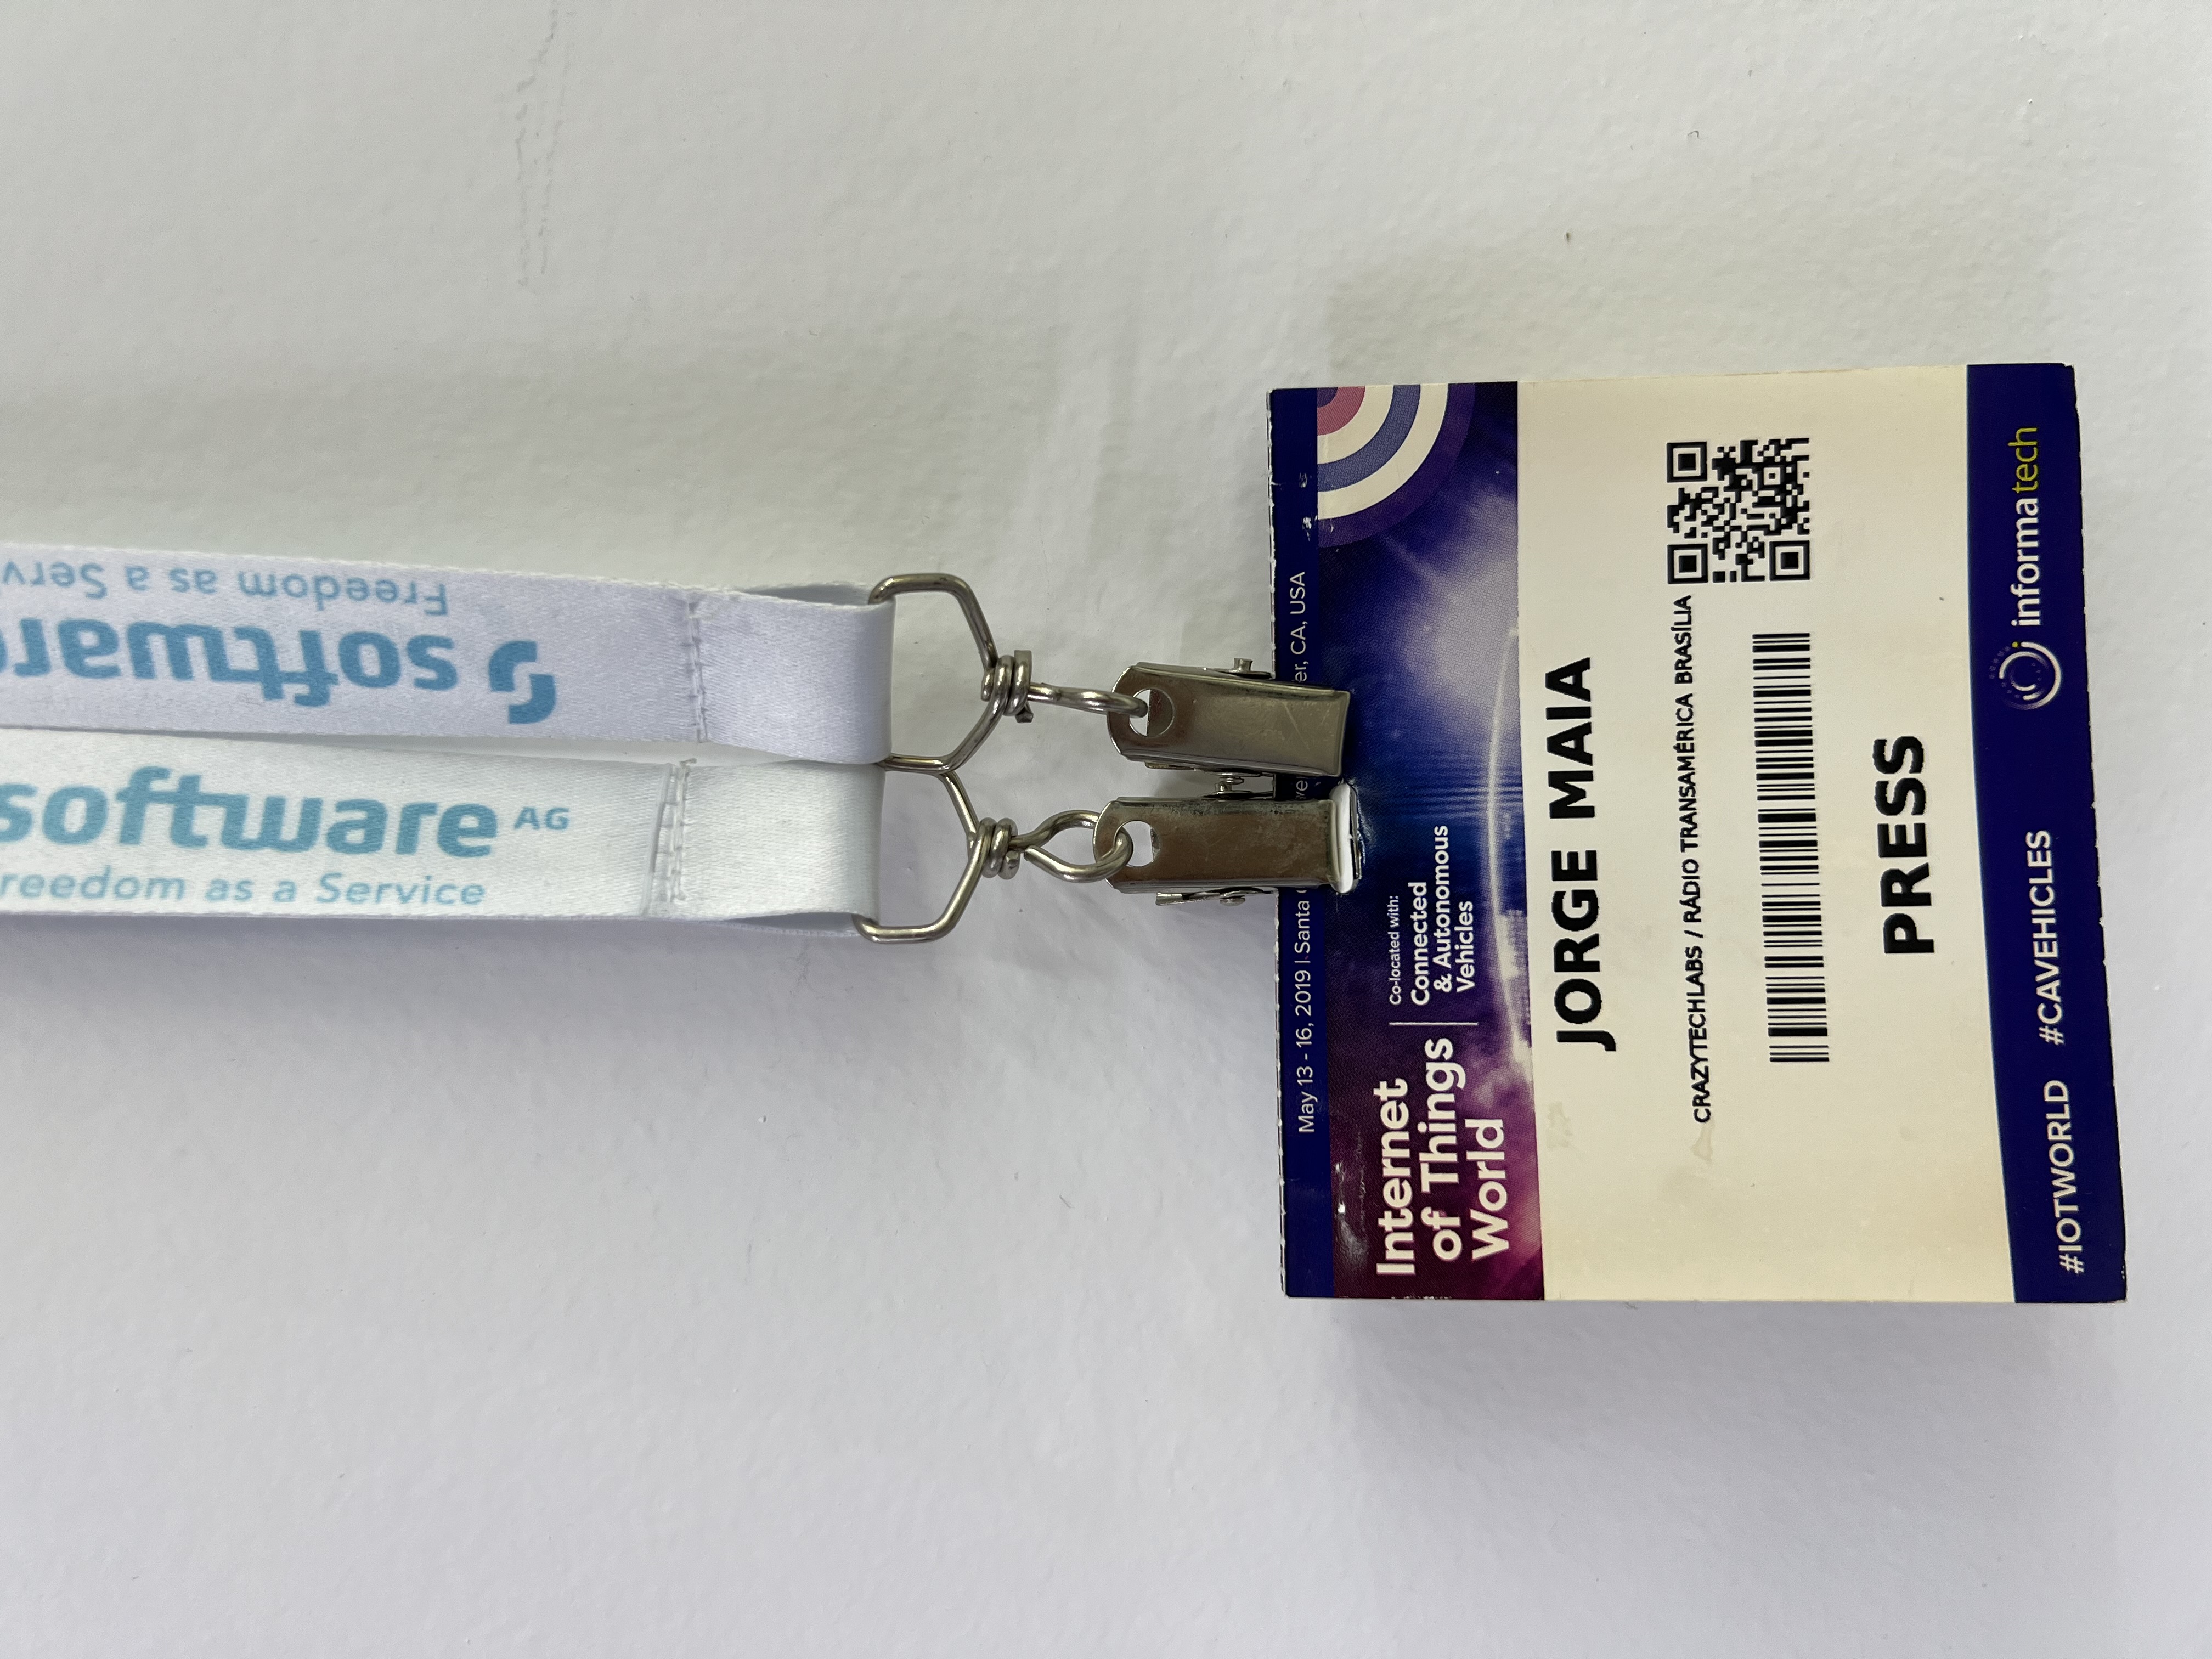 May 13 - 16, 2019 | Santa er, CA, USA
Internet
of Things
World
Co-located with:
Connected
& Autonomous
Vehicles
JORGE MAIA
CRAZYTECHLABS / RÁDIO TRANSAMÉRICA BRASÍLIA
PRESS
#IOTWORLD #CAVEHICLES informatech
software
Freedom as a Serv
software AG
reedom as a Service